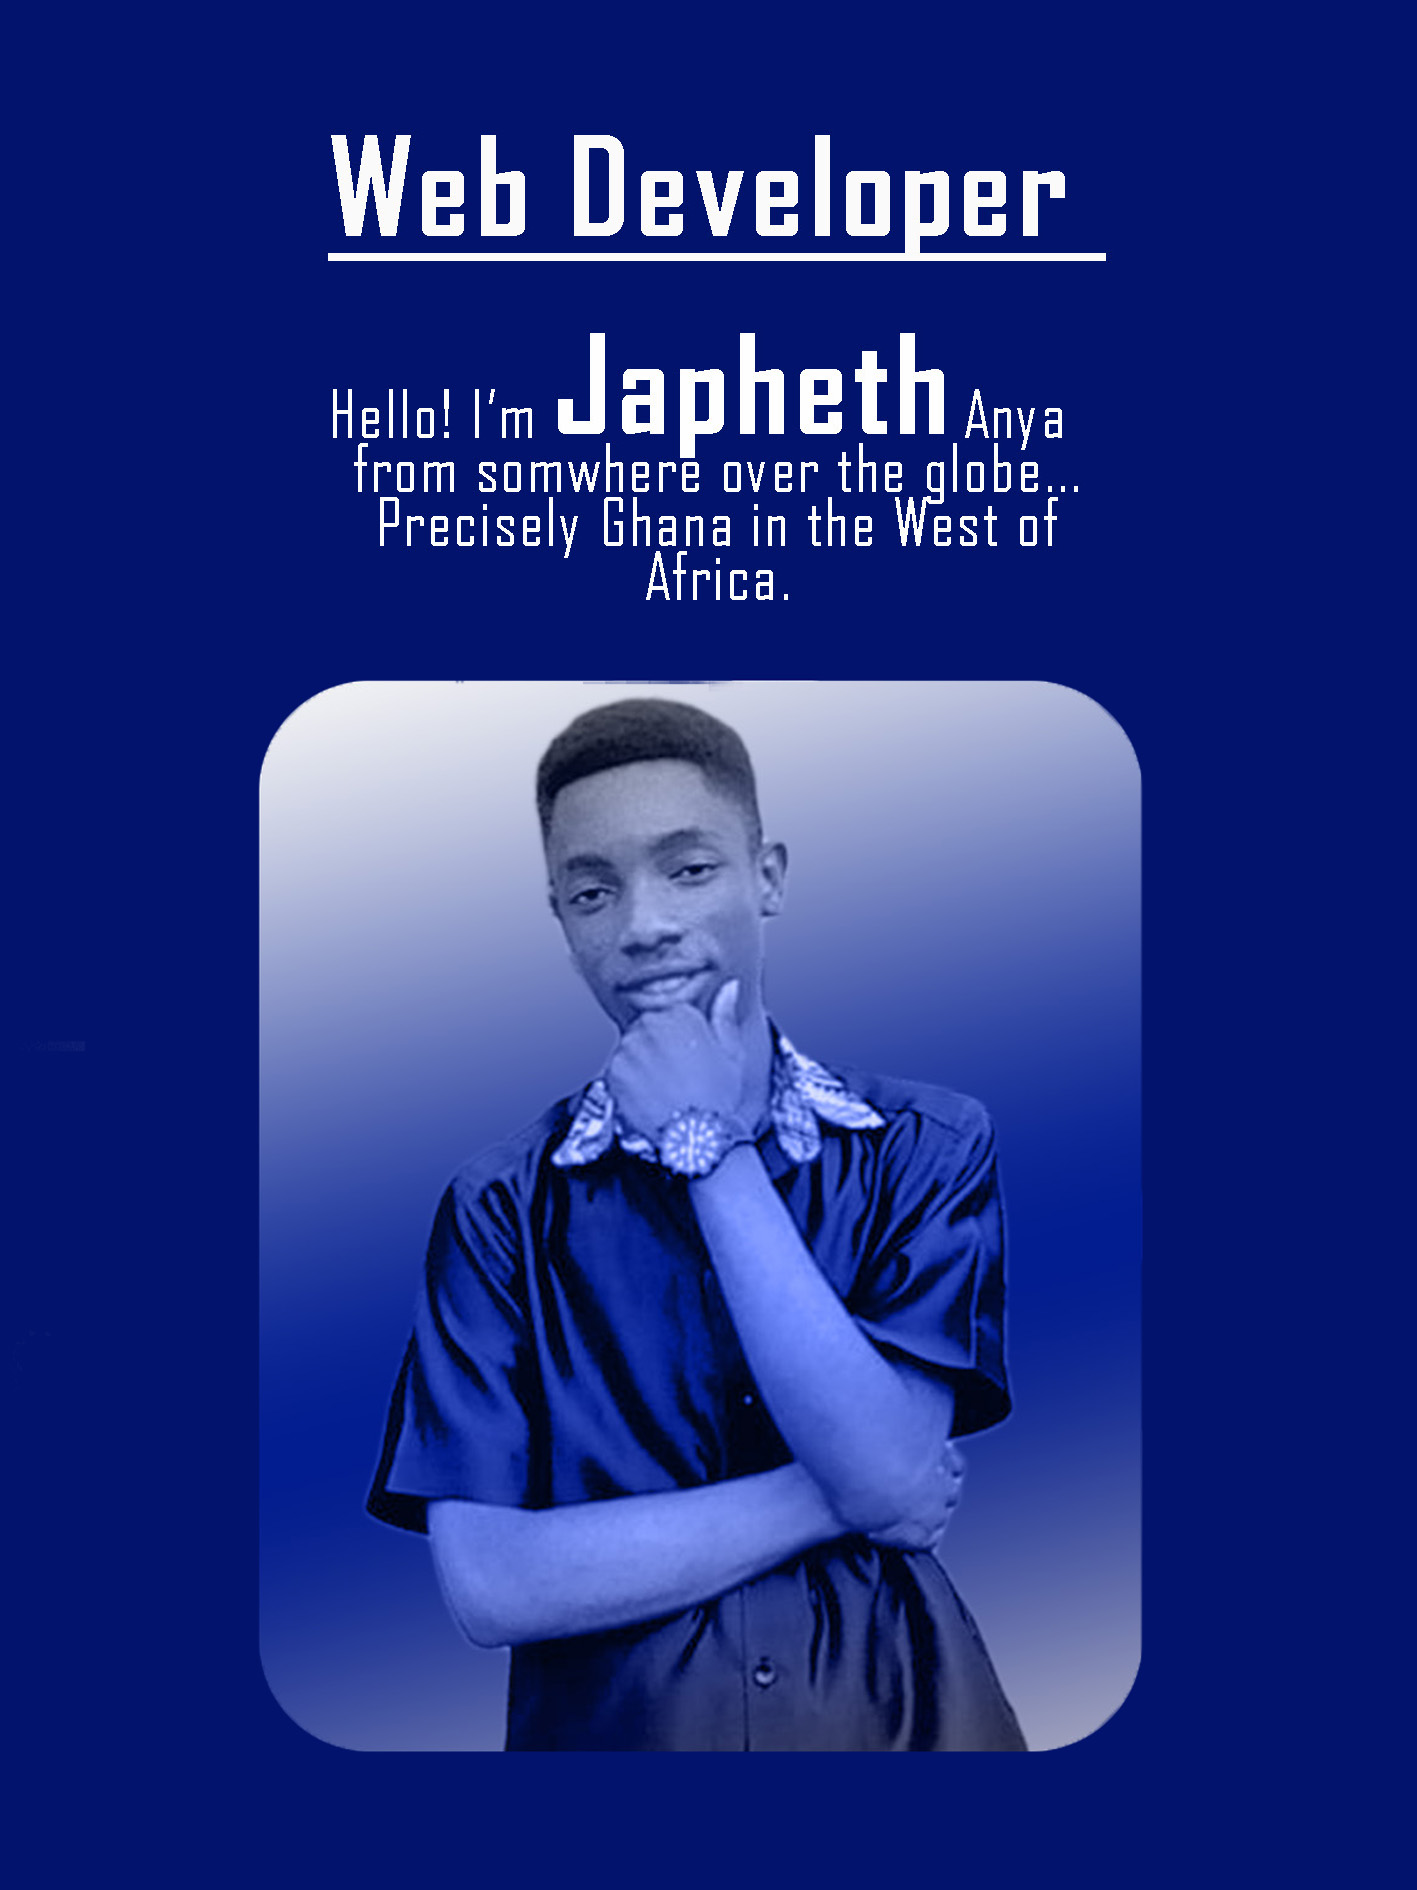 Web Developer
Hello! I'm Japheth Anya
from somwhere over the globe...
Precisely Ghana in the West of
Africa.